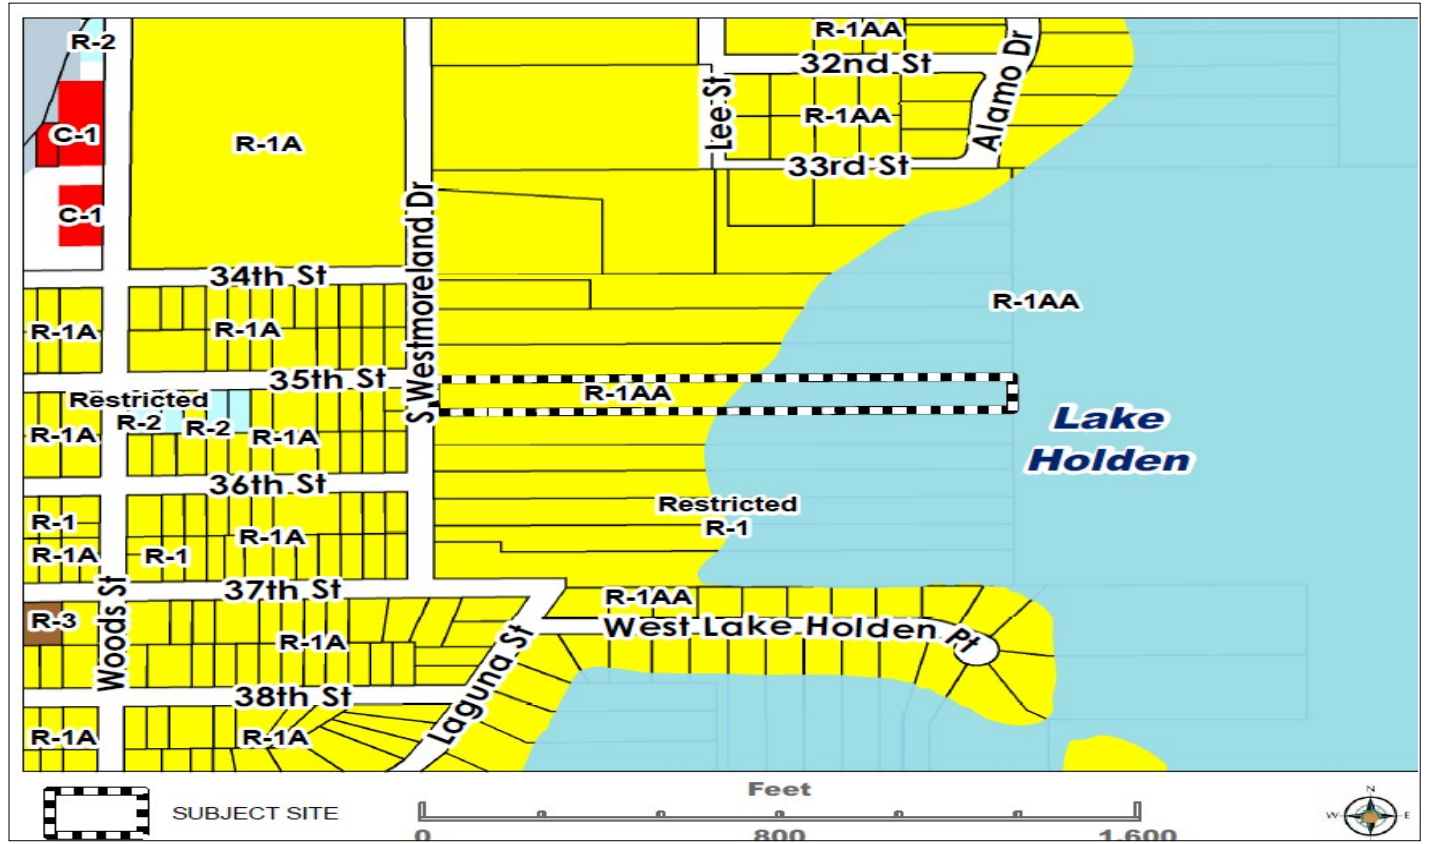 R-2
R-1AA
32nd St
Alamo Dr
Lee St
R-1AA
C-1
R-1A
33rd St
C-1
S Westmoreland Dr
34th St
R-1AA
R-1A
R-1A
35th St
R-1AA
Restricted
R-2
R-2
R-1A
R-1A
Lake
Holden
36th St
Restricted
R-1
R-1
R-1A
R-1A
R-1
37th St
Woods St
R-1AA
R-3
West Lake Holden Pt
R-1A
Laguna St
38th St
R-1A
R-1A
SUBJECT SITE
Feet
0
800
1,600
N
W
E